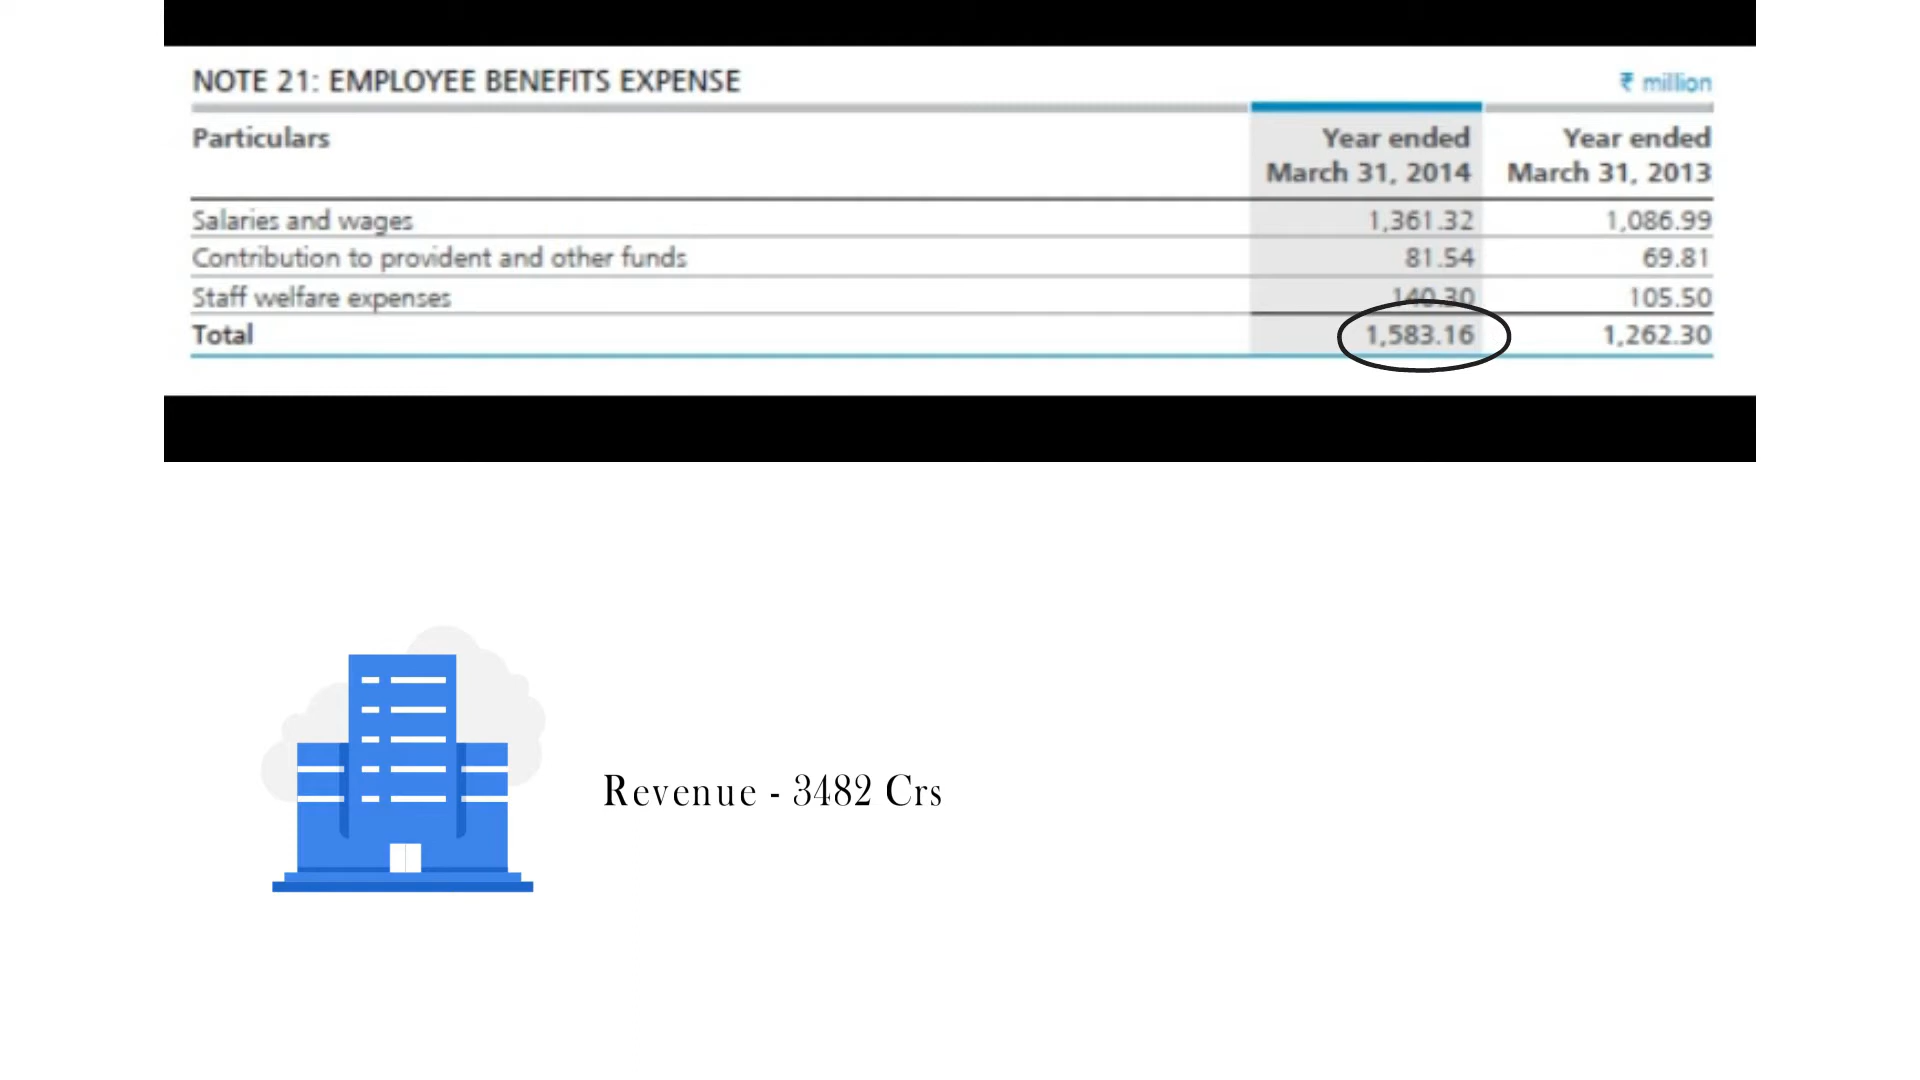 NOTE 21: EMPLOYEE BENEFITS EXPENSE ₹ million
Particulars Year ended March 31, 2014 Year ended March 31, 2013
Salaries and wages 1,361.32 1,086.99
Contribution to provident and other funds 81.54 69.81
Staff welfare expenses 140.30 105.50
Total 1,583.16 1,262.30
Revenue - 3482 Crs